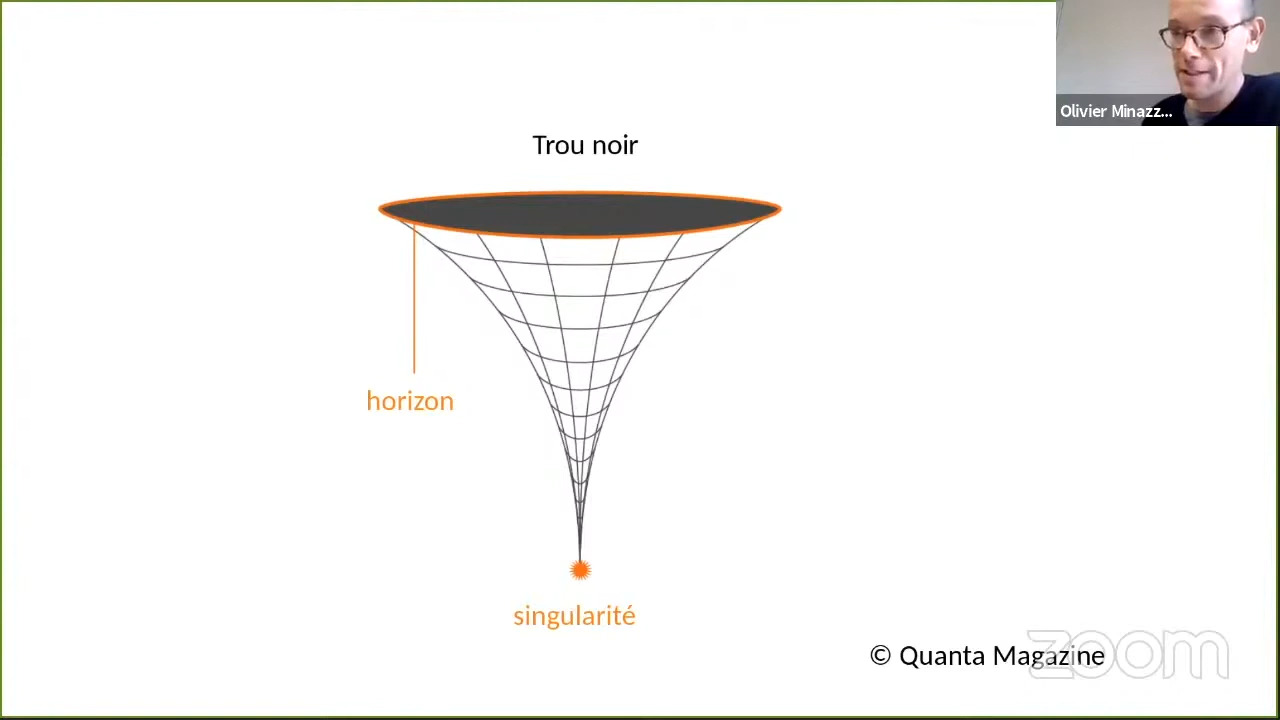 Olivier Minazz...
Trou noir
horizon
singularité
© Quanta Magazine
zoom